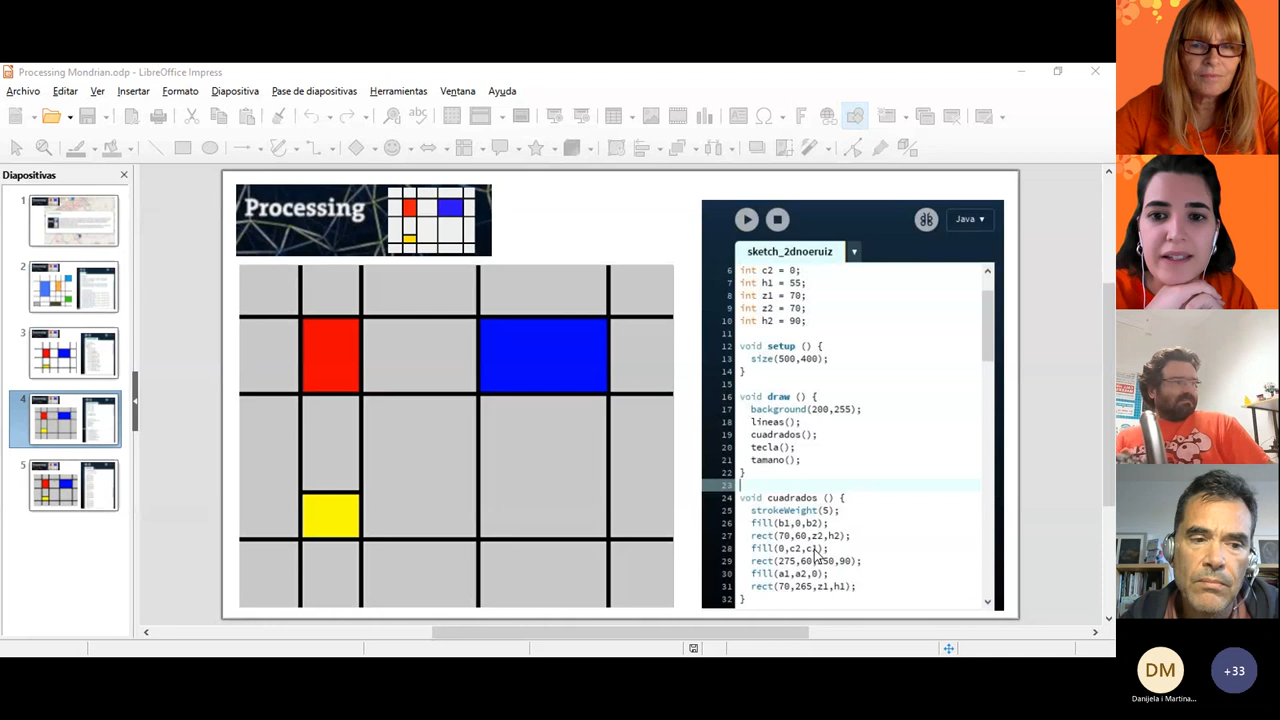 Processing Mondrian.odp - LibreOffice Impress
Archivo Editar Ver Insertar Formato Diapositiva Pase de diapositivas Herramientas Ventana Ayuda
Diapositivas
1
2
3
4
5
Processing
Java
sketch_2dnoeruiz
6 int c2 = 0;
7 int h1 = 55;
8 int z1 = 70;
9 int z2 = 70;
10 int h2 = 90;
11
12 void setup () {
13 size(500,400);
14 }
15
16 void draw () {
17 background(200,255);
18 lineas();
19 cuadrados();
20 tecla();
21 tamano();
22 }
23
24 void cuadrados () {
25 strokeWeight(5);
26 fill(b1,0,b2);
27 rect(70,60,z2,h2);
28 fill(0,c2,c1);
29 rect(275,60,150,90);
30 fill(a1,a2,0);
31 rect(70,265,z1,h1);
32 }
DM
Danijela i Martina...
+33